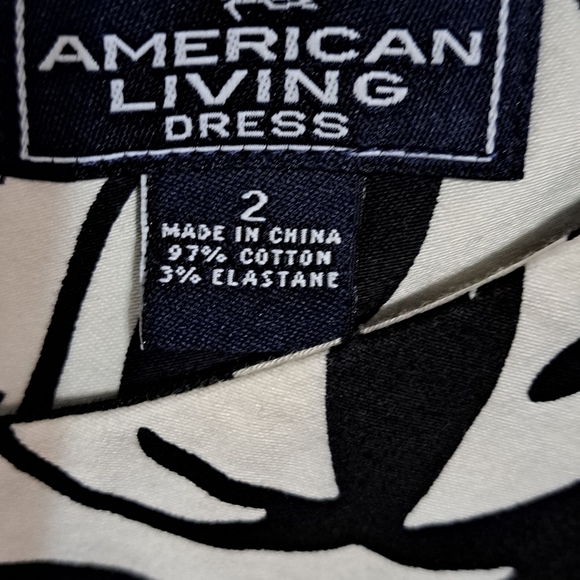 AMERICAN
LIVING
DRESS
2
MADE IN CHINA
97% COTTON
3% ELASTANE